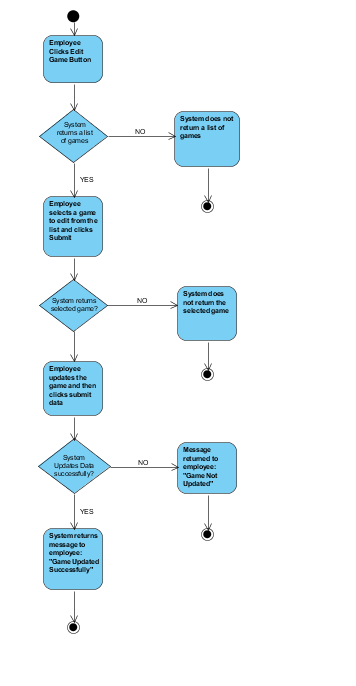 Employee
Clicks Edit
Game Button
System
returns a list
of games
NO
System does not
return a list of
games
YES
Employee
selects a game
to edit from the
list and clicks
Submit
System returns
selected game?
NO
System does
not return the
selected game
Employee
updates the
game and then
clicks submit
data
System
Updates Data
successfully?
NO
Message
returned to
employee:
"Game Not
Updated"
YES
System returns
message to
employee:
"Game Updated
Successfully"